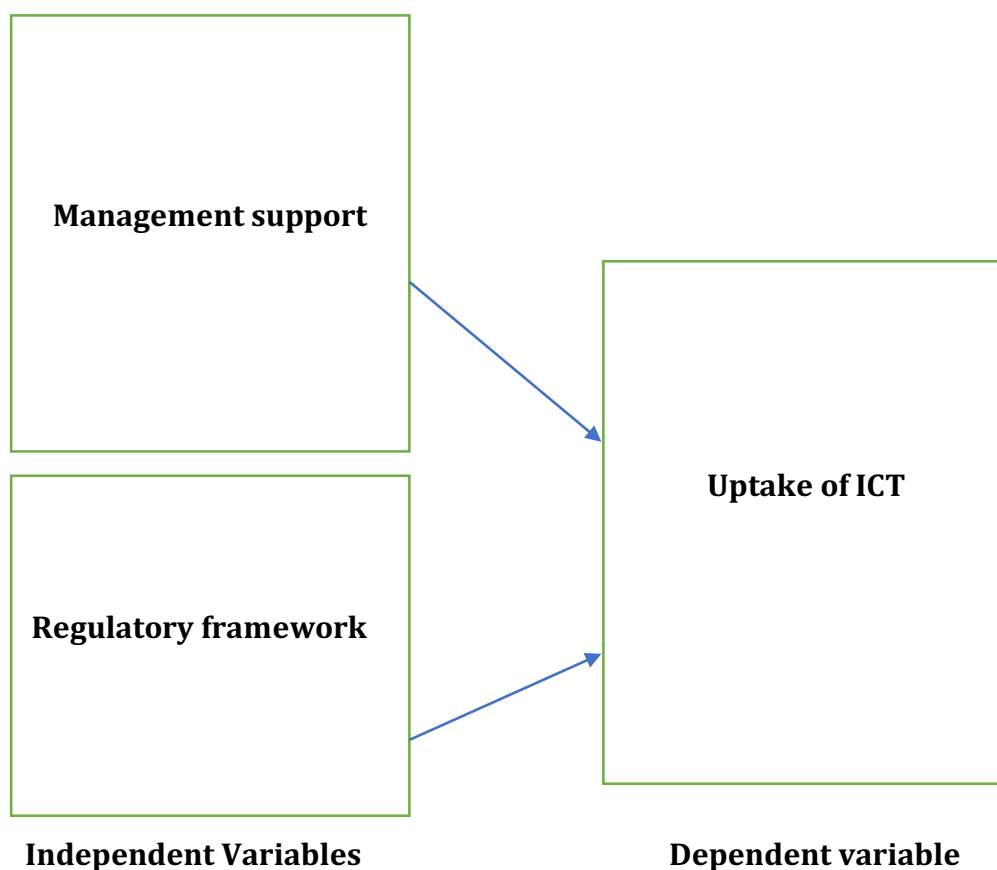 Management support
Uptake of ICT
Regulatory framework
Independent Variables
Dependent variable